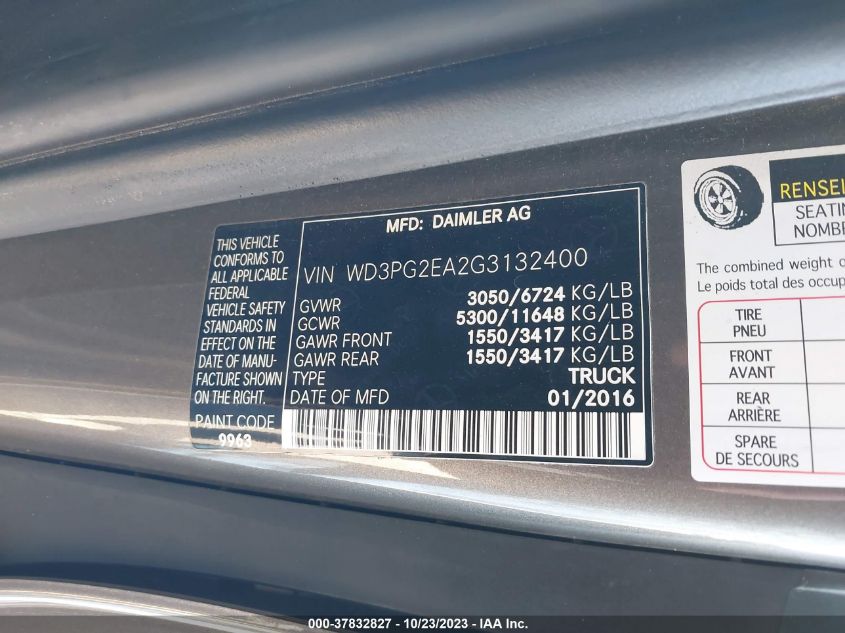 MFD: DAIMLER AG
THIS VEHICLE
CONFORMS TO
ALL APPLICABLE
FEDERAL
VEHICLE SAFETY
STANDARDS IN
EFFECT ON THE
DATE OF MANU-
FACTURE SHOWN
ON THE RIGHT.
PAINT CODE
9963
VIN WD3PG2EA2G3132400
GVWR 3050/6724 KG/LB
GCWR 5300/11648 KG/LB
GAWR FRONT 1550/3417 KG/LB
GAWR REAR 1550/3417 KG/LB
TYPE TRUCK
DATE OF MFD 01/2016
RENSEI
SEATIN
NUMBE
NOMBR
The combined weight o
Le poids total des occup
TIRE
PNEU
FRONT
AVANT
REAR
ARRIÈRE
SPARE
DE SECOURS
000-37832827 - 10/23/2023 - IAA Inc.